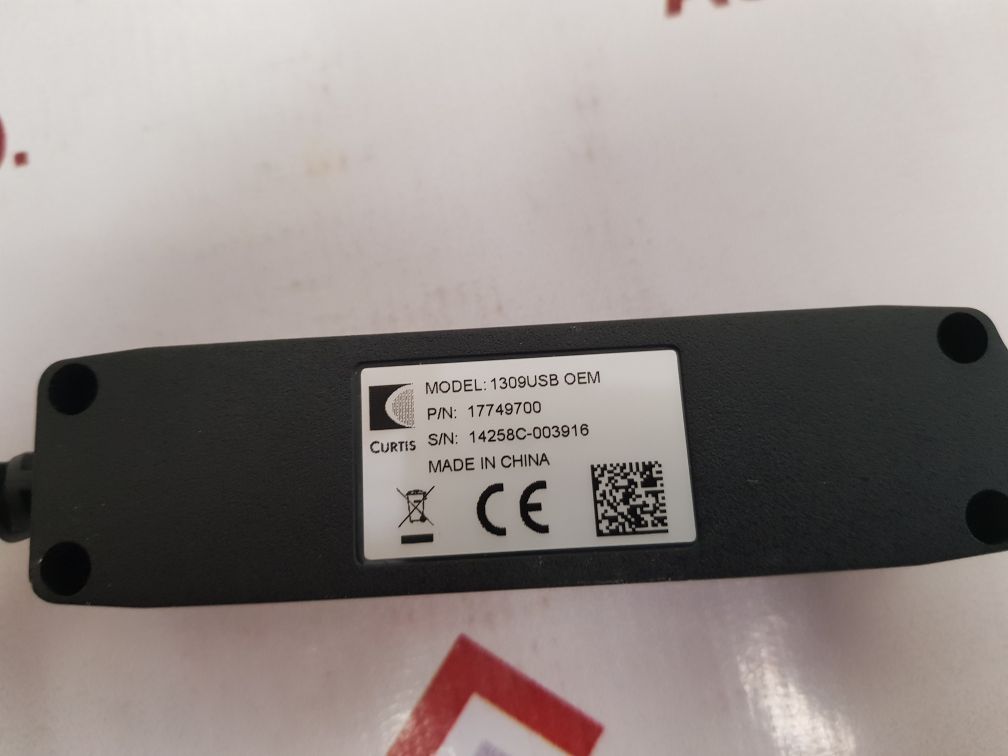 MODEL: 1309USB OEM
P/N: 17749700
CURTIS
S/N: 14258C-003916
MADE IN CHINA
CE